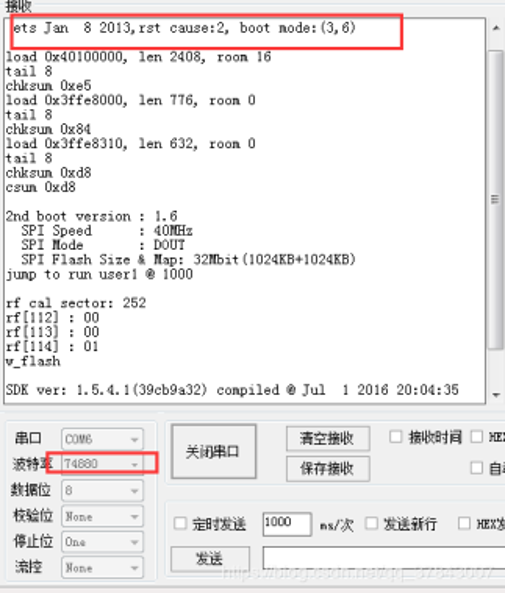 接收
ets Jan  8 2013,rst cause:2, boot mode:(3,6)
load 0x40100000, len 2408, room 16
tail 8
chksum 0xe5
load 0x3ffe8000, len 776, room 0
tail 8
chksum 0x84
load 0x3ffe8310, len 632, room 0
tail 8
chksum 0xd8
csum 0xd8
2nd boot version : 1.6
SPI Speed      : 40MHz
SPI Mode       : DOUT
SPI Flash Size & Map: 32Mbit(1024KB+1024KB)
jump to run user1 @ 1000
rf cal sector: 252
rf[112] : 00
rf[113] : 00
rf[114] : 01
w_flash
SDK ver: 1.5.4.1(39cb9a32) compiled @ Jul  1 2016 20:04:35
串口 COM6
波特率 74880
数据位 8
校验位 None
停止位 One
流控 None
关闭串口
清空接收 接收时间 HE
保存接收 自
定时发送 1000 ms/次 发送新行 HEX发
发送